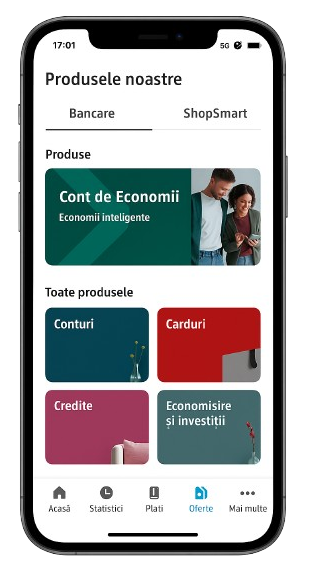 17:01
5G
Produsele noastre
Bancare
ShopSmart
Produse
Cont de Economii
Economii inteligente
Toate produsele
Conturi
Carduri
Credite
Economisire
și investiții
Acasă
Statistici
Plati
Oferte
Mai multe